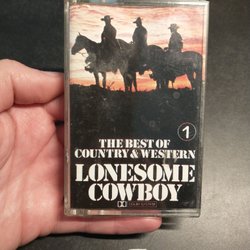 1
THE BEST OF
COUNTRY & WESTERN
LONESOME
COWBOY